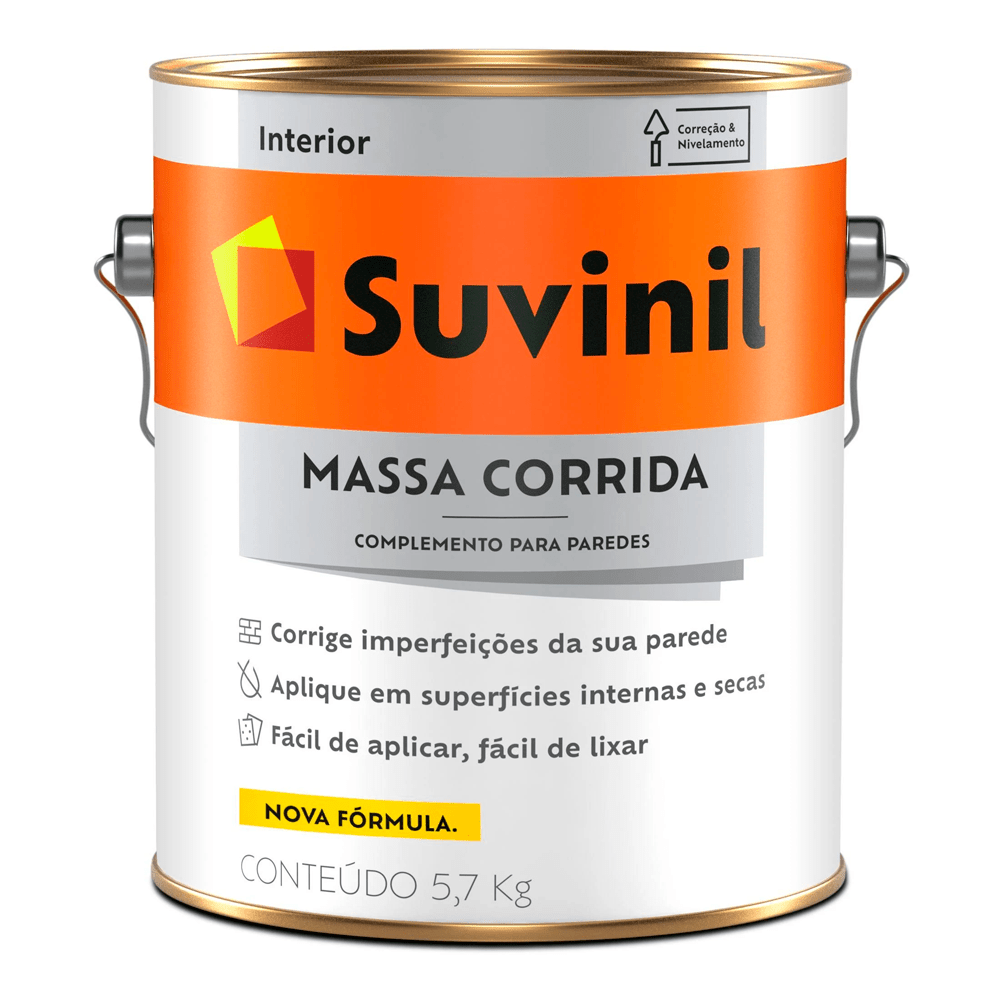 Interior
Correção &
Nivelamento
Suvinil
MASSA CORRIDA
COMPLEMENTO PARA PAREDES
Corrige imperfeições da sua parede
Aplique em superfícies internas e secas
Fácil de aplicar, fácil de lixar
NOVA FÓRMULA.
CONTEÚDO 5,7 Kg